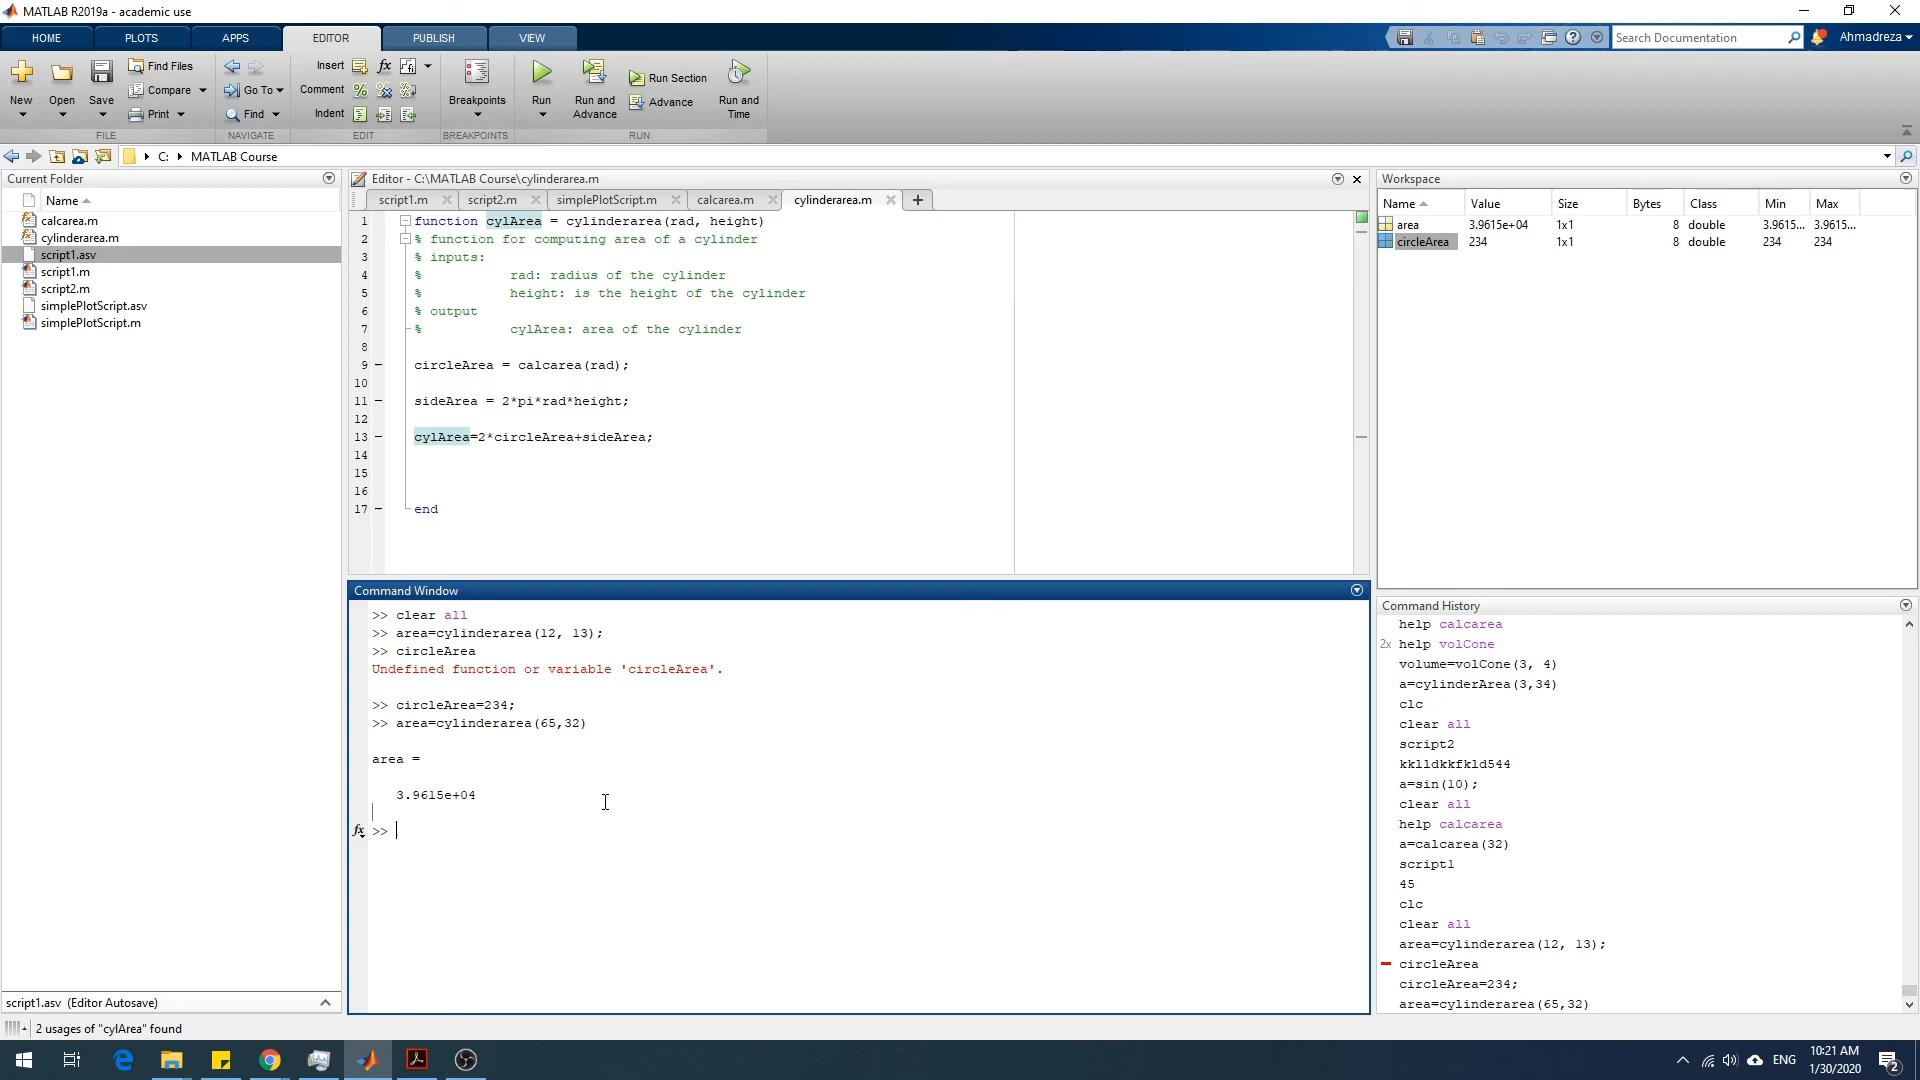 MATLAB R2019a - academic use
HOME PLOTS APPS EDITOR PUBLISH VIEW
Search Documentation
Ahmadreza
New Open Save
Find Files
Compare
Print
FILE
Go To
Find
NAVIGATE
Insert fx
Comment
Indent
EDIT
Breakpoints
BREAKPOINTS
Run
Run and Advance
Run Section
Advance
Run and Time
RUN
C: MATLAB Course
Current Folder
Name
calcarea.m
cylinderarea.m
script1.asv
script1.m
script2.m
simplePlotScript.asv
simplePlotScript.m
script1.asv (Editor Autosave)
Editor - C:\MATLAB Course\cylinderarea.m
script1.m script2.m simplePlotScript.m calcarea.m cylinderarea.m
1 function cylArea = cylinderarea(rad, height)
2 % function for computing area of a cylinder
3 % inputs:
4 % rad: radius of the cylinder
5 % height: is the height of the cylinder
6 % output
7 % cylArea: area of the cylinder
8
9 circleArea = calcarea(rad);
10
11 sideArea = 2*pi*rad*height;
12
13 cylArea=2*circleArea+sideArea;
14
15
16
17 end
Command Window
>> clear all
>> area=cylinderarea(12, 13);
>> circleArea
Undefined function or variable 'circleArea'.
>> circleArea=234;
>> area=cylinderarea(65,32)
area =
3.9615e+04
fx >>
Workspace
Name Value Size Bytes Class Min Max
area 3.9615e+04 1x1 8 double 3.9615... 3.9615...
circleArea 234 1x1 8 double 234 234
Command History
help calcarea
2x help volCone
volume=volCone(3, 4)
a=cylinderArea(3,34)
clc
clear all
script2
kklldkkfkld544
a=sin(10);
clear all
help calcarea
a=calcarea(32)
script1
45
clc
clear all
area=cylinderarea(12, 13);
circleArea
circleArea=234;
area=cylinderarea(65,32)
2 usages of "cylArea" found
ENG
10:21 AM
1/30/2020
2